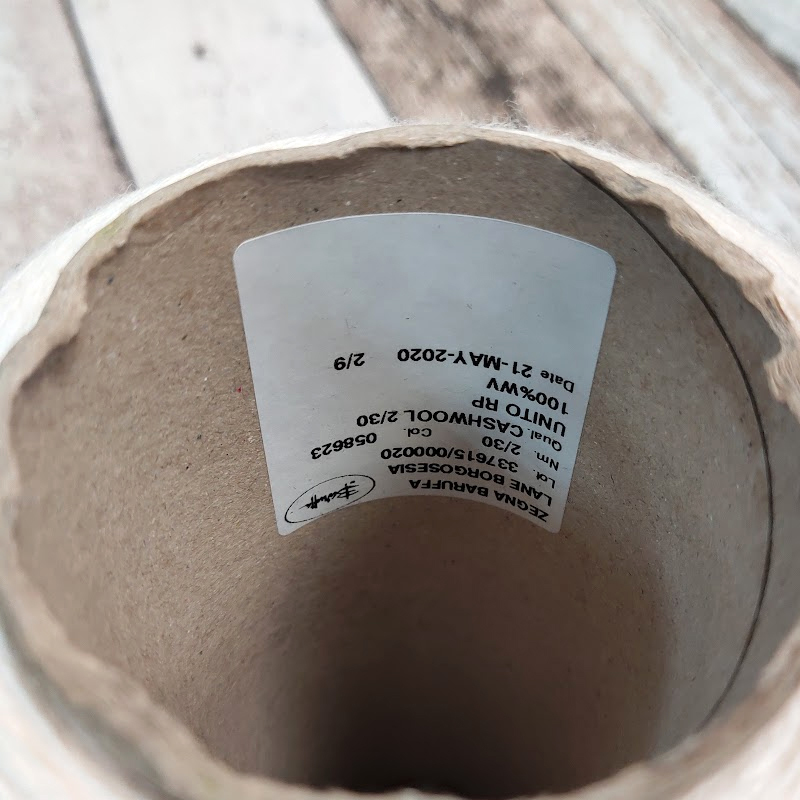 ZEGNA BARUFFA
LANE BORGOSESIA
Baruffa
Lot. 337615/000020
Nm. 2/30 Col. 058623
Qual. CASHWOOL 2/30
UNITO RP
100%WV
Date 21-MAY-2020 2/9